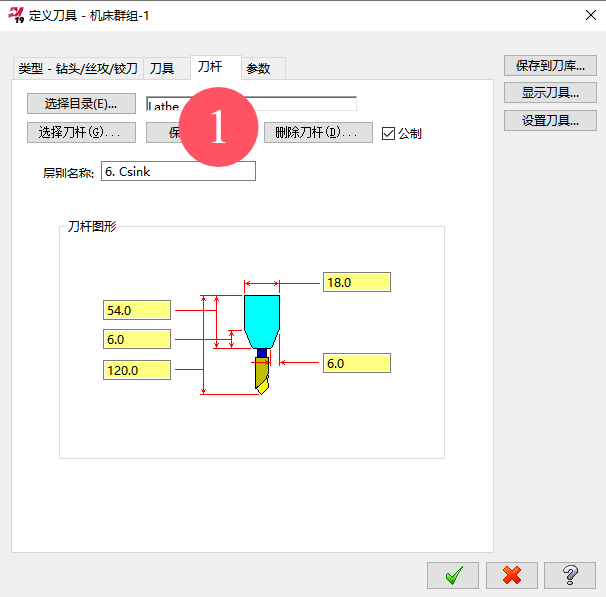 19 定义刀具 - 机床群组-1
类型 - 钻头/丝攻/铰刀 刀具 刀杆 参数
保存到刀库...
选择目录(E)... Lathe
显示刀具...
选择刀杆(G)... 保 1 删除刀杆(D)... 公制
设置刀具...
层别名称: 6. Csink
刀杆图形
18.0
54.0
6.0
120.0
6.0